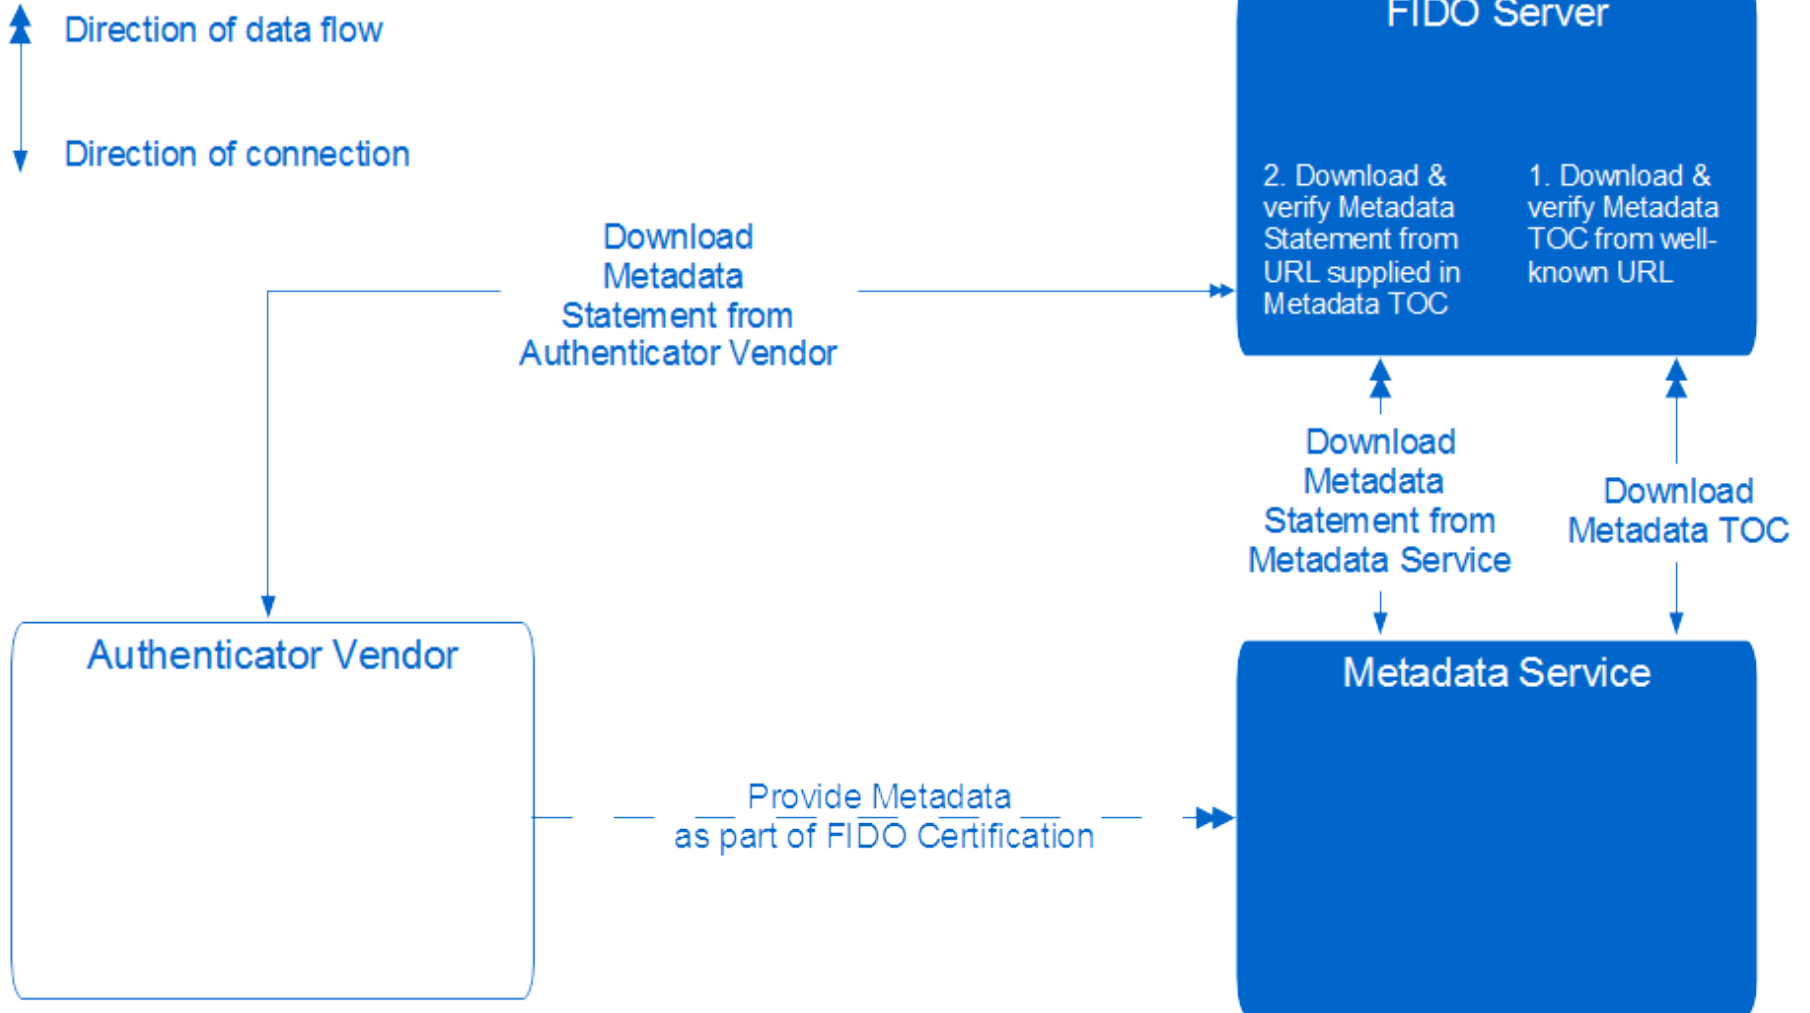 Direction of data flow
Direction of connection
FIDO Server
2. Download &
verify Metadata
Statement from
URL supplied in
Metadata TOC
1. Download &
verify Metadata
TOC from well-
known URL
Download
Metadata
Statement from
Authenticator Vendor
Download
Metadata
Statement from
Metadata Service
Download
Metadata TOC
Authenticator Vendor
Metadata Service
Provide Metadata
as part of FIDO Certification